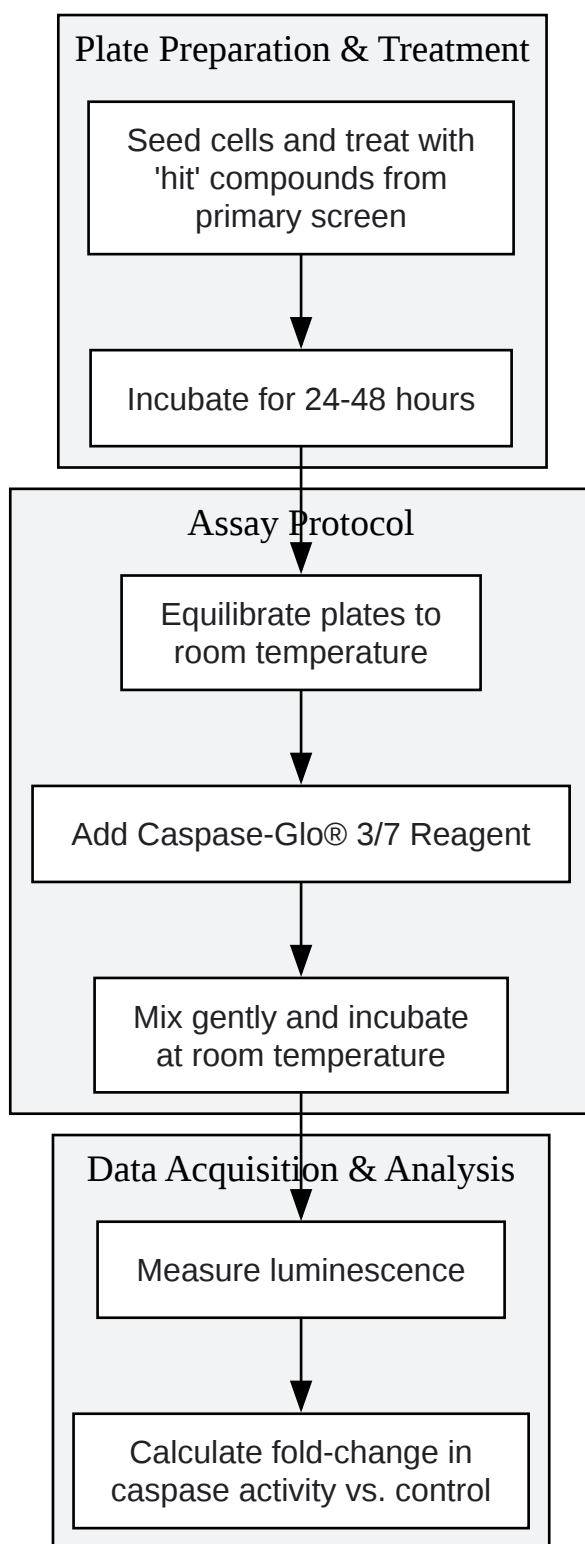 Plate Preparation & Treatment
Seed cells and treat with
'hit' compounds from
primary screen
Incubate for 24-48 hours
Assay Protocol
Equilibrate plates to
room temperature
Add Caspase-Glo® 3/7 Reagent
Mix gently and incubate
at room temperature
Data Acquisition & Analysis
Measure luminescence
Calculate fold-change in
caspase activity vs. control